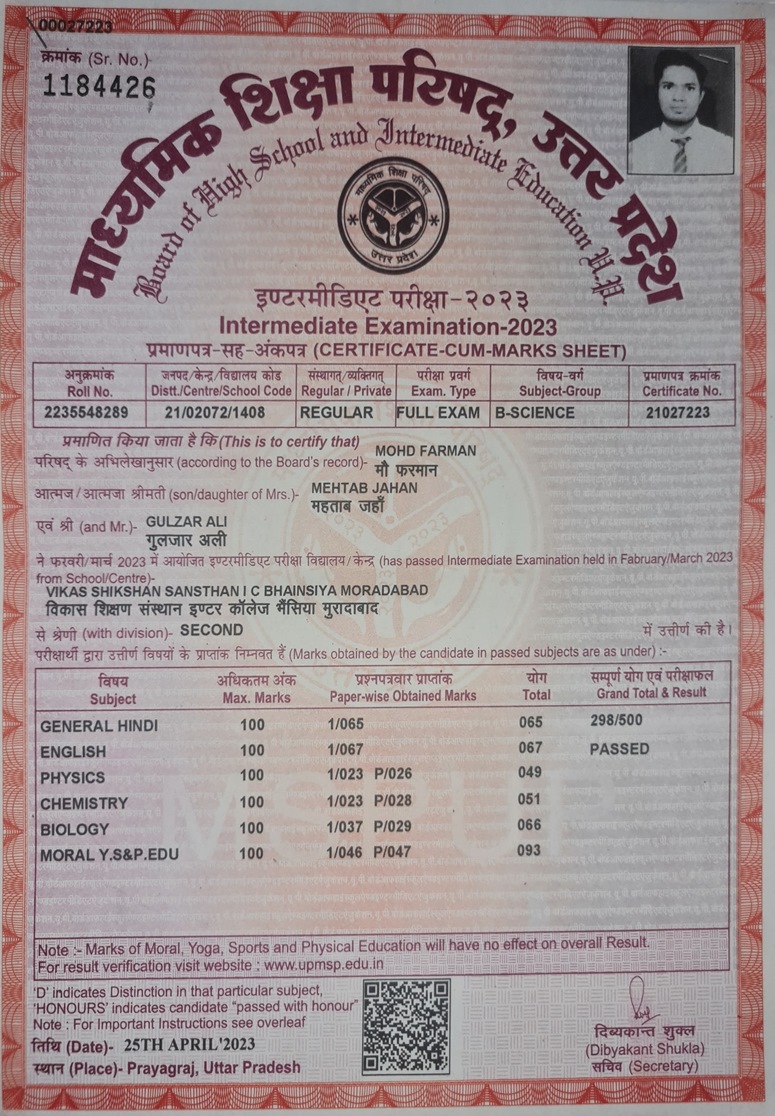 00027223
क्रमांक (Sr. No.)-
1184426
माध्यमिक शिक्षा परिषद्, उत्तर प्रदेश
Board of High School and Intermediate Education U.P.
माध्यमिक शिक्षा परिषद्
उत्तर प्रदेश
इण्टरमीडिएट परीक्षा-२०२३
Intermediate Examination-2023
प्रमाणपत्र-सह-अंकपत्र (CERTIFICATE-CUM-MARKS SHEET)
अनुक्रमांक जनपद/केन्द्र/विद्यालय कोड संस्थागत/व्यक्तिगत परीक्षा प्रवर्ग विषय-वर्ग प्रमाणपत्र क्रमांक
Roll No. Distt./Centre/School Code Regular / Private Exam. Type Subject-Group Certificate No.
2235548289 21/02072/1408 REGULAR FULL EXAM B-SCIENCE 21027223
प्रमाणित किया जाता है कि (This is to certify that)
परिषद् के अभिलेखानुसार (according to the Board's record)- MOHD FARMAN
मौ फरमान
आत्मज/आत्मजा श्रीमती (son/daughter of Mrs.)- MEHTAB JAHAN
महताब जहाँ
एवं श्री (and Mr.)- GULZAR ALI
गुलजार अली
ने फरवरी/मार्च 2023 में आयोजित इण्टरमीडिएट परीक्षा विद्यालय/केन्द्र (has passed Intermediate Examination held in Fabruary/March 2023
from School/Centre)-
VIKAS SHIKSHAN SANSTHAN I C BHAINSIYA MORADABAD
विकास शिक्षण संस्थान इण्टर कॉलेज भैंसिया मुरादाबाद
से श्रेणी (with division)- SECOND में उत्तीर्ण की है।
परीक्षार्थी द्वारा उत्तीर्ण विषयों के प्राप्तांक निम्नवत हैं (Marks obtained by the candidate in passed subjects are as under) :-
विषय अधिकतम अंक प्रश्नपत्रवार प्राप्तांक योग सम्पूर्ण योग एवं परीक्षाफल
Subject Max. Marks Paper-wise Obtained Marks Total Grand Total & Result
GENERAL HINDI 100 1/065 065 298/500
ENGLISH 100 1/067 067 PASSED
PHYSICS 100 1/023 P/026 049
CHEMISTRY 100 1/023 P/028 051
BIOLOGY 100 1/037 P/029 066
MORAL Y.S&P.EDU 100 1/046 P/047 093
Note :- Marks of Moral, Yoga, Sports and Physical Education will have no effect on overall Result.
For result verification visit website : www.upmsp.edu.in
'D' indicates Distinction in that particular subject,
'HONOURS' indicates candidate "passed with honour"
Note : For Important Instructions see overleaf
तिथि (Date)- 25TH APRIL'2023
स्थान (Place)- Prayagraj, Uttar Pradesh
दिब्यकान्त शुक्ल
(Dibyakant Shukla)
सचिव (Secretary)